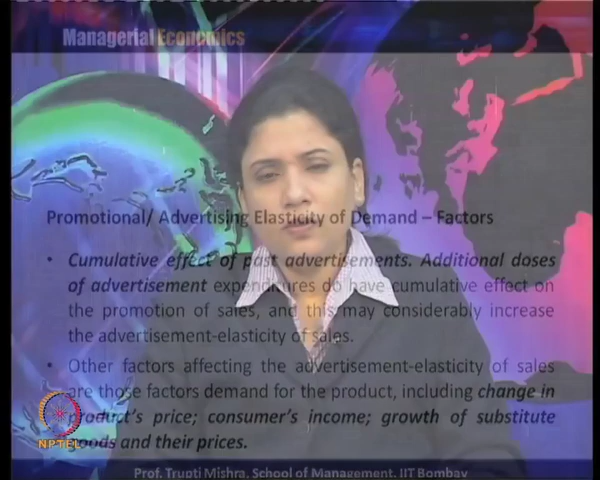 Managerial Economics
Promotional/ Advertising Elasticity of Demand – Factors
• Cumulative effect of past advertisements. Additional doses
of advertisement expenditures do have cumulative effect on
the promotion of sales, and this may considerably increase
the advertisement-elasticity of sales.
• Other factors affecting the advertisement-elasticity of sales
are those factors demand for the product, including change in
product's price; consumer's income; growth of substitute
goods and their prices.
NPTEL
Prof. Trupti Mishra, School of Management, IIT Bombay